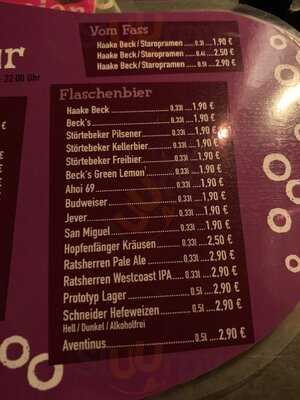 ur
- 22:00 Uhr
Vom Fass
Haake Beck/Staropramen 0.3l ... 1.90 €
Haake Beck/Staropramen 0.4l ... 2.50 €
Haake Beck/Staropramen ... 0.5l ... 2.90 €
Flaschenbier
Haake Beck ... 0.33l ... 1.90 €
Beck's ... 0.33l ... 1.90 €
Störtebeker Pilsener ... 0.33l ... 1.90 €
Störtebeker Kellerbier ... 0.33l ... 1.90 €
Störtebeker Freibier ... 0.33l ... 1.90 €
Beck's Green Lemon ... 0.33l ... 1.90 €
Ahoi 69 ... 0.33l ... 1.90 €
Budweiser ... 0.33l ... 1.90 €
Jever ... 0.33l ... 1.90 €
San Miguel ... 0.33l ... 1.90 €
Hopfenfänger Kräusen ... 0.33l ... 2.50 €
Ratsherren Pale Ale ... 0.33l ... 2.90 €
Ratsherren Westcoast IPA ... 0.33l ... 2.90 €
Prototyp Lager ... 0.33l ... 2.90 €
Schneider Hefeweizen ... 0.5l ... 2.90 €
Hell / Dunkel / Alkoholfrei
Aventinus ... 0.5l ... 2.90 €